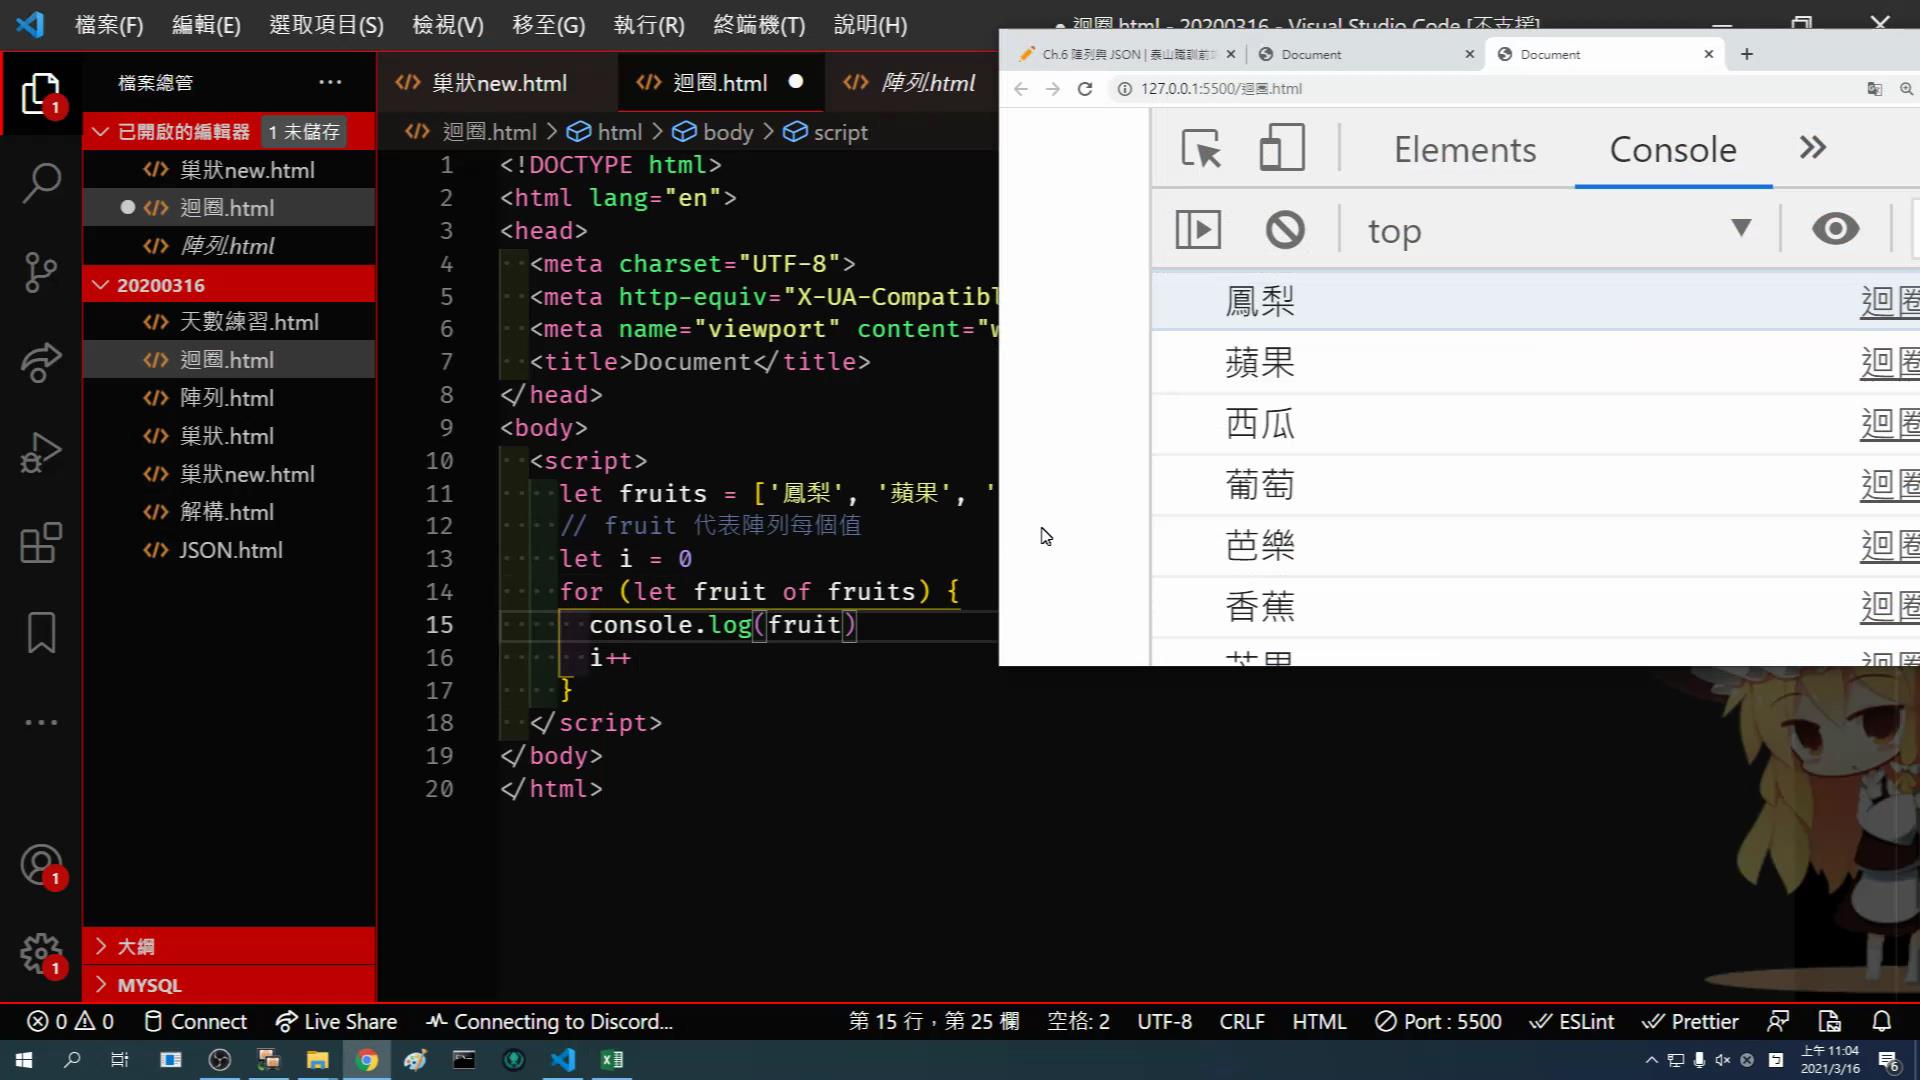 檔案(F) 編輯(E) 選取項目(S) 檢視(V) 移至(G) 執行(R) 終端機(T) 說明(H)
迴圈.html - 20200316 - Visual Studio Code [不支援]
檔案總管
已開啟的編輯器 1 未儲存
巢狀new.html
迴圈.html
陣列.html
20200316
天數練習.html
迴圈.html
陣列.html
巢狀.html
巢狀new.html
解構.html
JSON.html
大綱
MYSQL
1
1
1
巢狀new.html 迴圈.html 陣列.html
迴圈.html > html > body > script
1 <!DOCTYPE html>
2 <html lang="en">
3 <head>
4 <meta charset="UTF-8">
5 <meta http-equiv="X-UA-Compatibl
6 <meta name="viewport" content="w
7 <title>Document</title>
8 </head>
9 <body>
10 <script>
11 let fruits = ['鳳梨', '蘋果', '
12 // fruit 代表陣列每個值
13 let i = 0
14 for (let fruit of fruits) {
15 console.log(fruit)
16 i++
17 }
18 </script>
19 </body>
20 </html>
Ch.6 陣列與 JSON | 泰山職訓前 Document Document
127.0.0.1:5500/迴圈.html
Elements Console
top
鳳梨 迴圈
蘋果 迴圈
西瓜 迴圈
葡萄 迴圈
芭樂 迴圈
香蕉 迴圈
0 0 Connect Live Share Connecting to Discord... 第 15 行，第 25 欄 空格: 2 UTF-8 CRLF HTML Port : 5500 ESLint Prettier
上午 11:04
2021/3/16
6